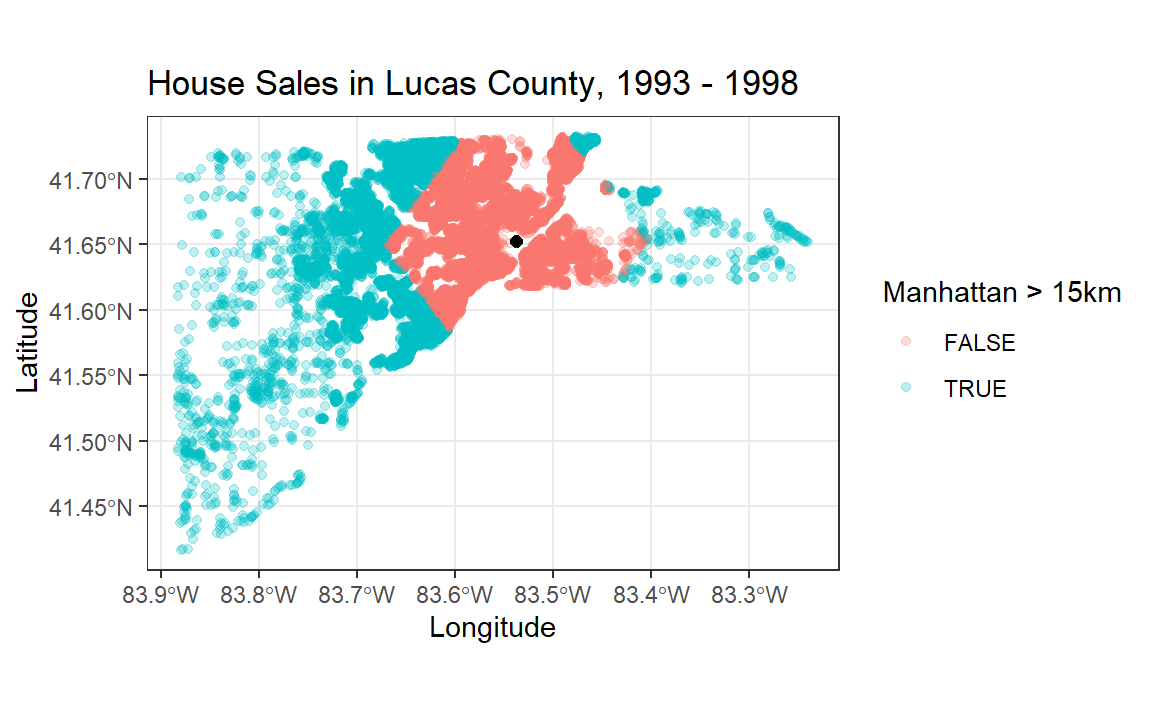 House Sales in Lucas County, 1993 - 1998
41.70°N
41.65°N
41.60°N
41.55°N
41.50°N
41.45°N
Latitude
83.9°W 83.8°W 83.7°W 83.6°W 83.5°W 83.4°W 83.3°W
Longitude
Manhattan > 15km
FALSE
TRUE